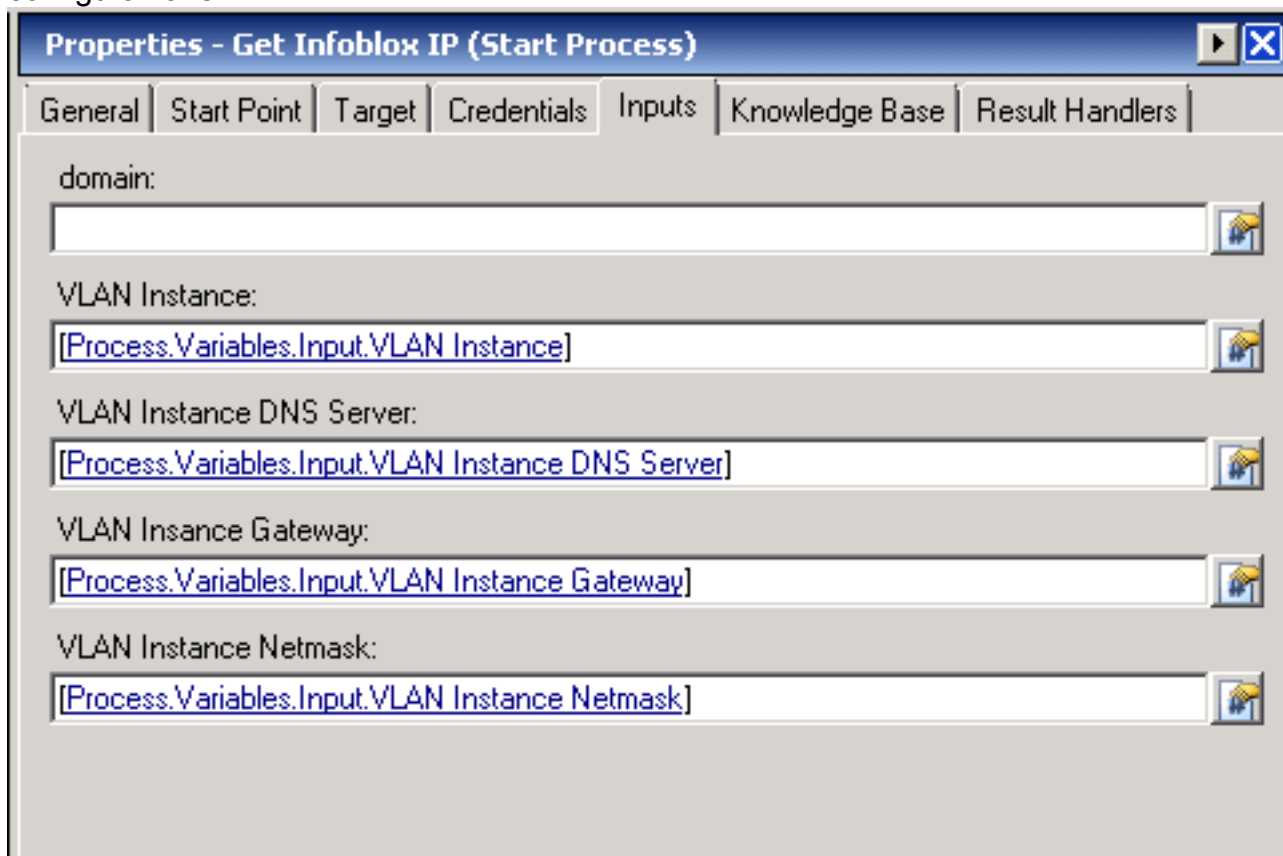 Properties - Get Infoblox IP (Start Process)
General Start Point Target Credentials Inputs Knowledge Base Result Handlers
domain:
VLAN Instance:
[Process.Variables.Input.VLAN Instance]
VLAN Instance DNS Server:
[Process.Variables.Input.VLAN Instance DNS Server]
VLAN Insance Gateway:
[Process.Variables.Input.VLAN Instance Gateway]
VLAN Instance Netmask:
[Process.Variables.Input.VLAN Instance Netmask]